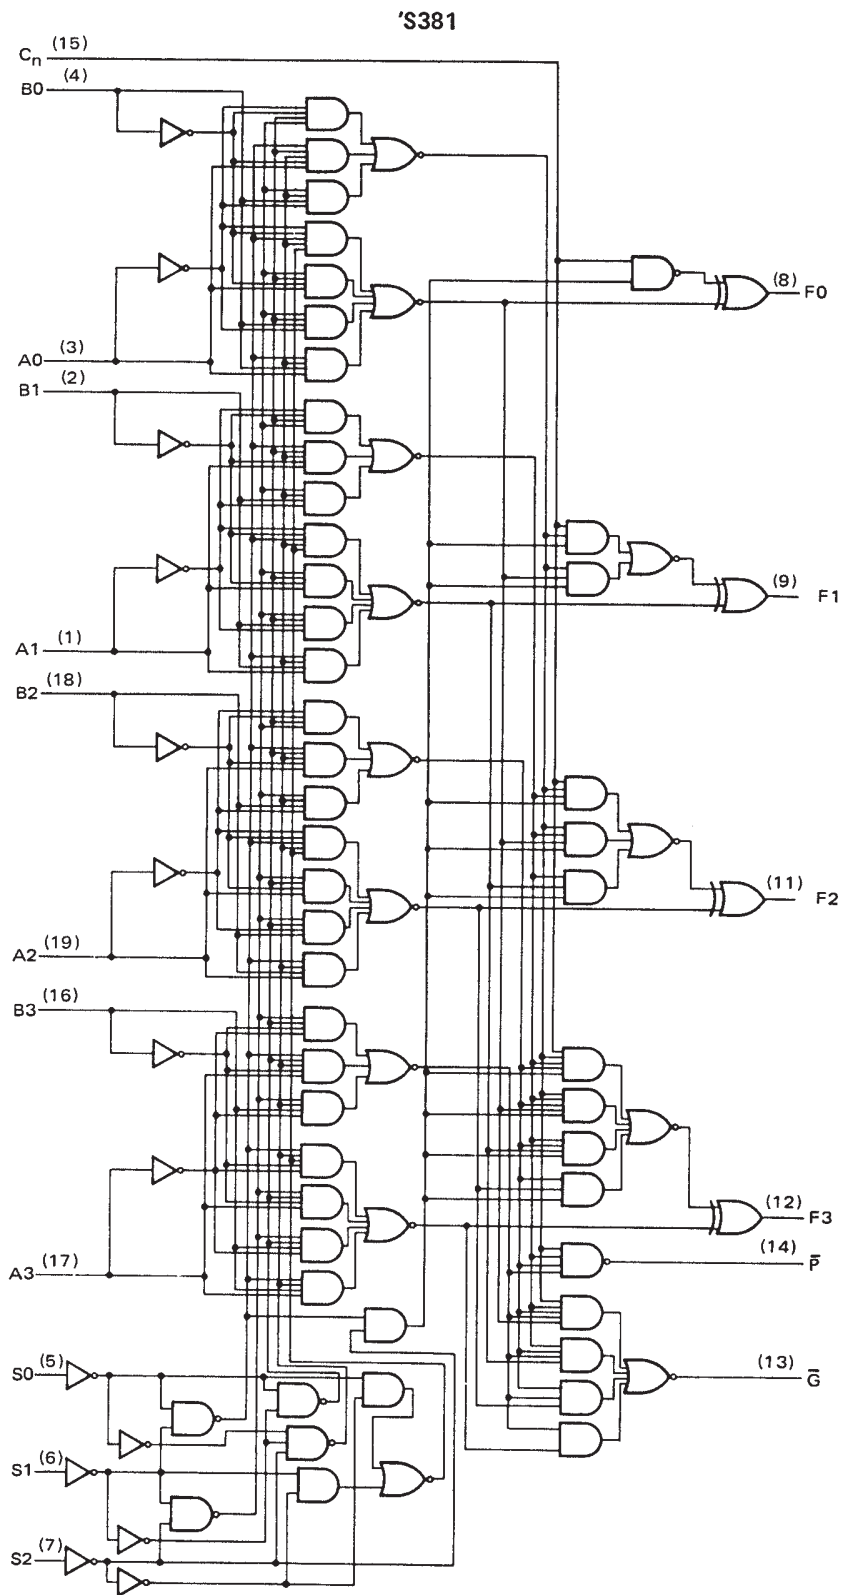 'S381
Cn (15)
B0 (4)
(8) F0
A0 (3)
B1 (2)
(9) F1
A1 (1)
B2 (18)
(11) F2
A2 (19)
B3 (16)
(12) F3
(14) P̅
A3 (17)
S0 (5)
(13) G̅
S1 (6)
S2 (7)